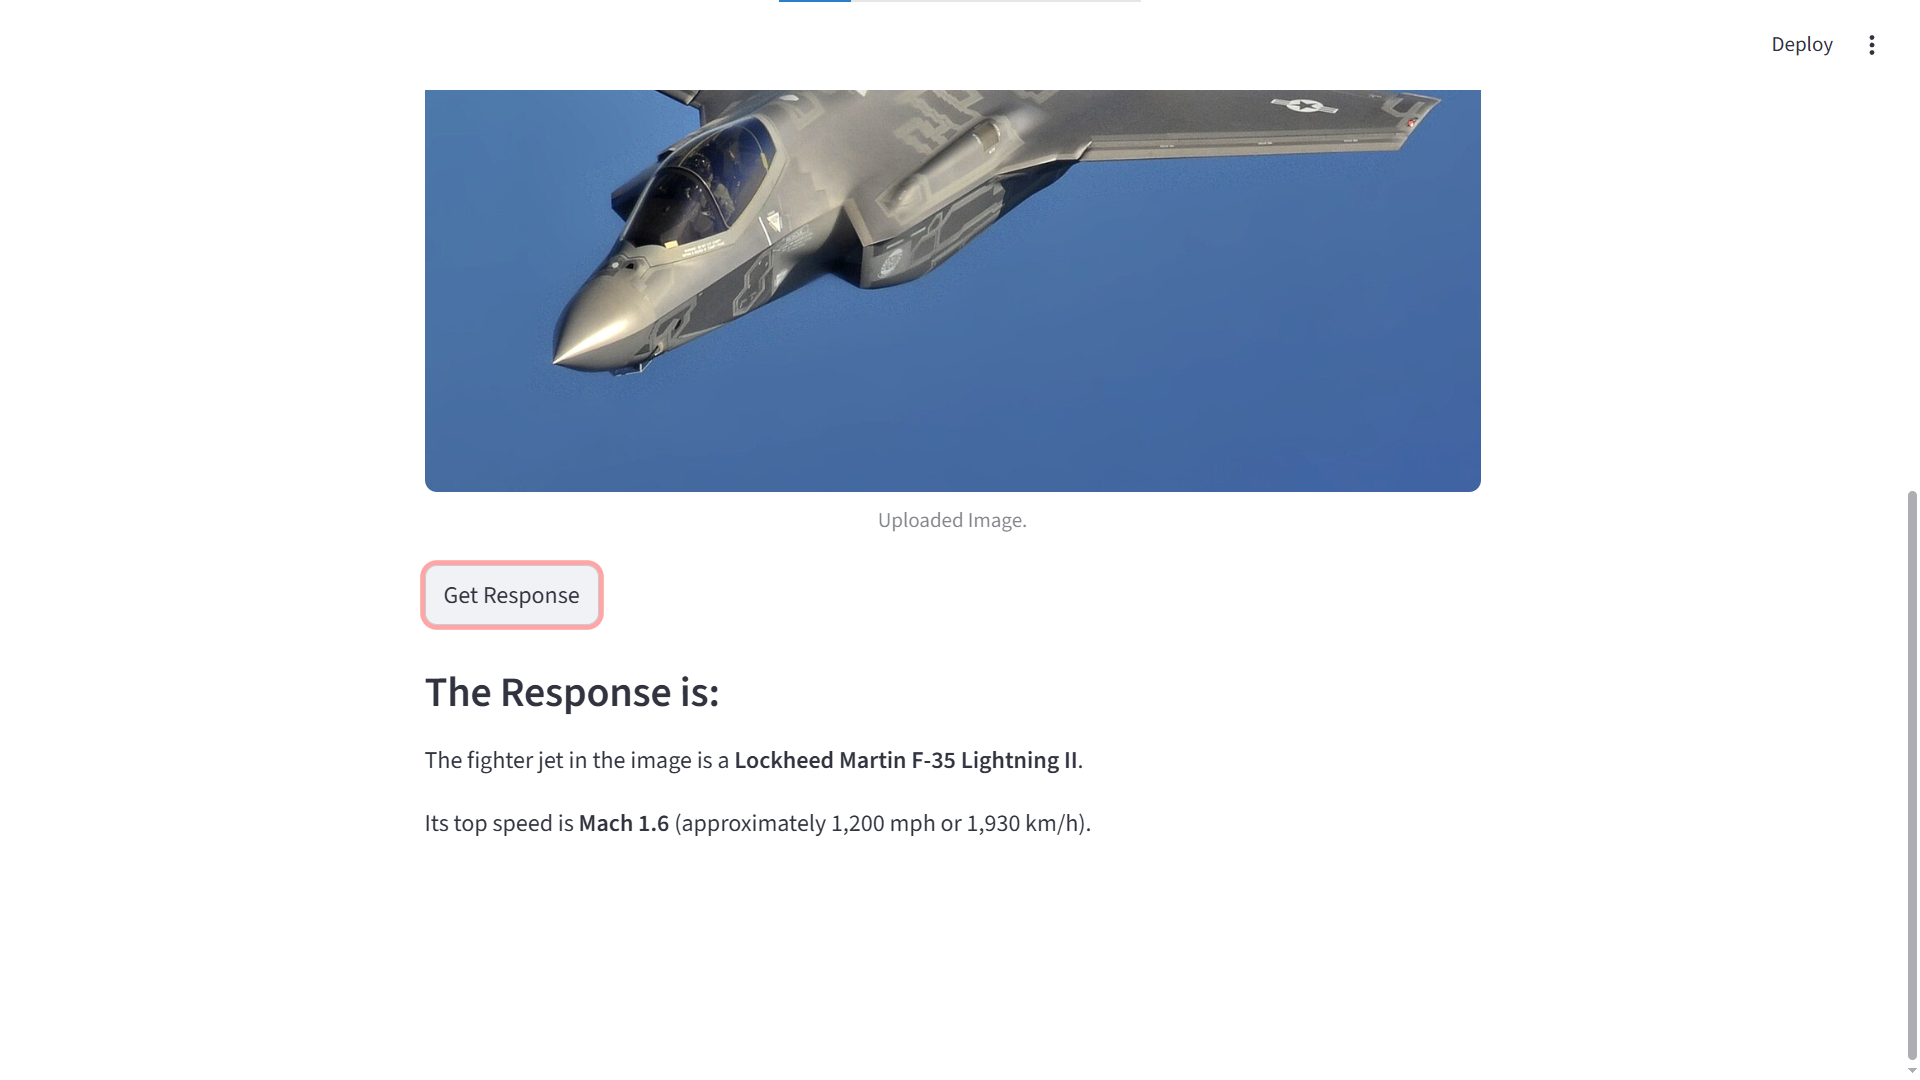 Deploy
Uploaded Image.
Get Response
The Response is:
The fighter jet in the image is a Lockheed Martin F-35 Lightning II.
Its top speed is Mach 1.6 (approximately 1,200 mph or 1,930 km/h).